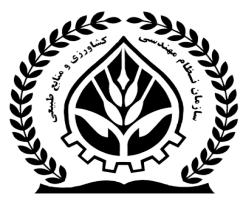 سازمان نظام مهندسی
کشاورزی و منابع طبیعی